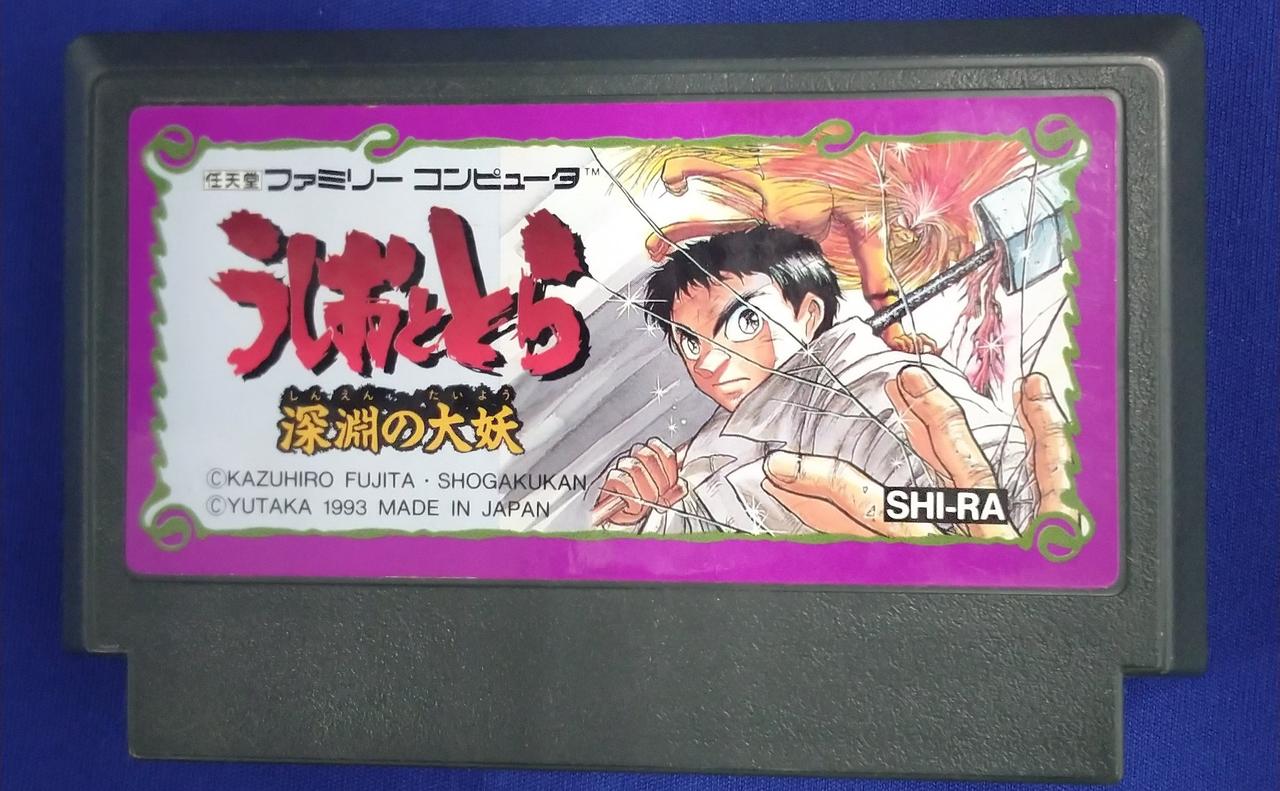 任天堂 ファミリー コンピュータ™
うしおととら
しんえん たいよう
深淵の大妖
©KAZUHIRO FUJITA・SHOGAKUKAN
©YUTAKA 1993 MADE IN JAPAN
SHI-RA